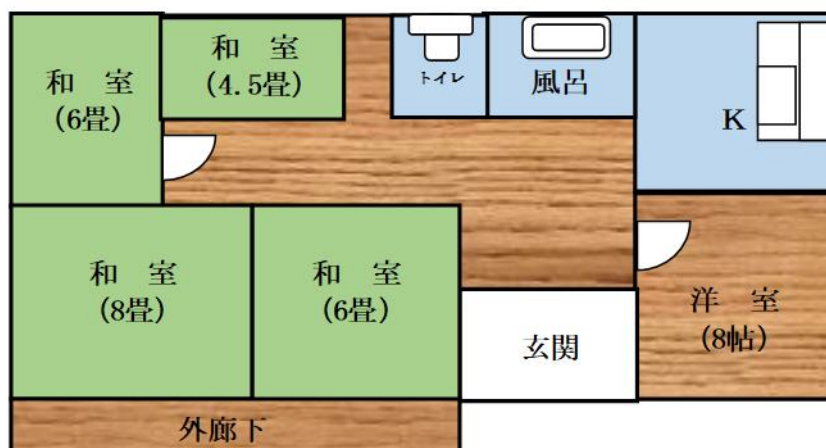 和 室
(6畳)
和 室
(4.5畳)
トイレ
風呂
K
和 室
(8畳)
和 室
(6畳)
玄関
洋 室
(8帖)
外廊下